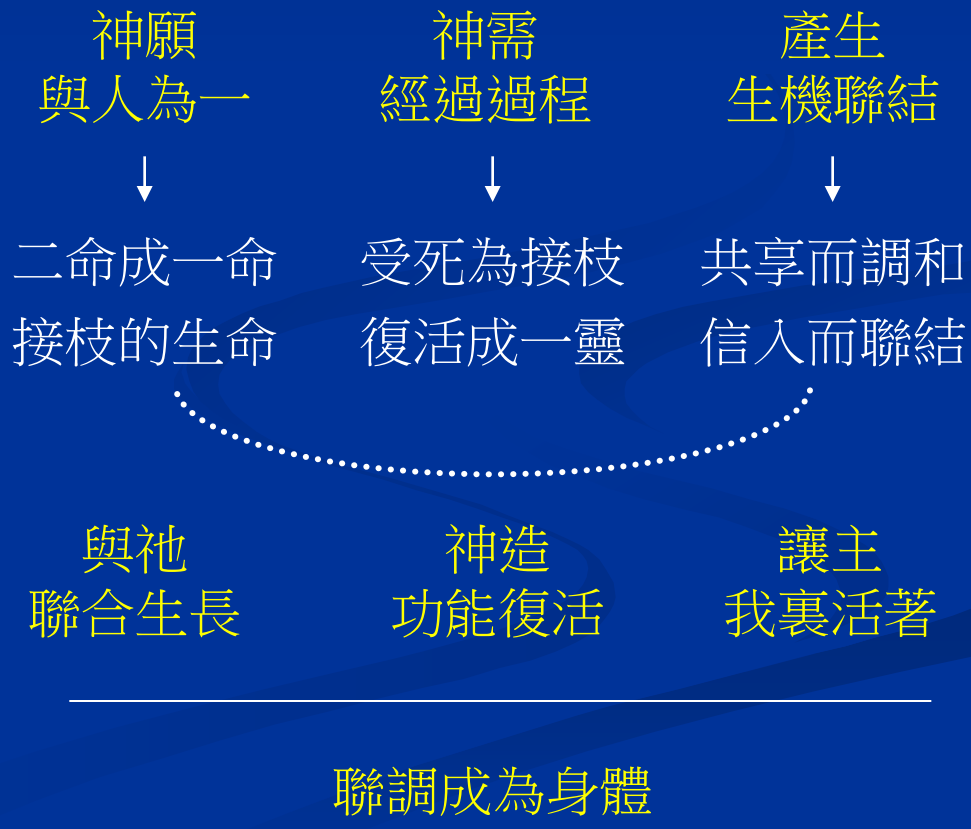 神願
與人為一
神需
經過過程
產生
生機聯結
二命成一命
接枝的生命
受死為接枝
復活成一靈
共享而調和
信入而聯結
與祂
聯合生長
神造
功能復活
讓主
我裏活著
聯調成為身體